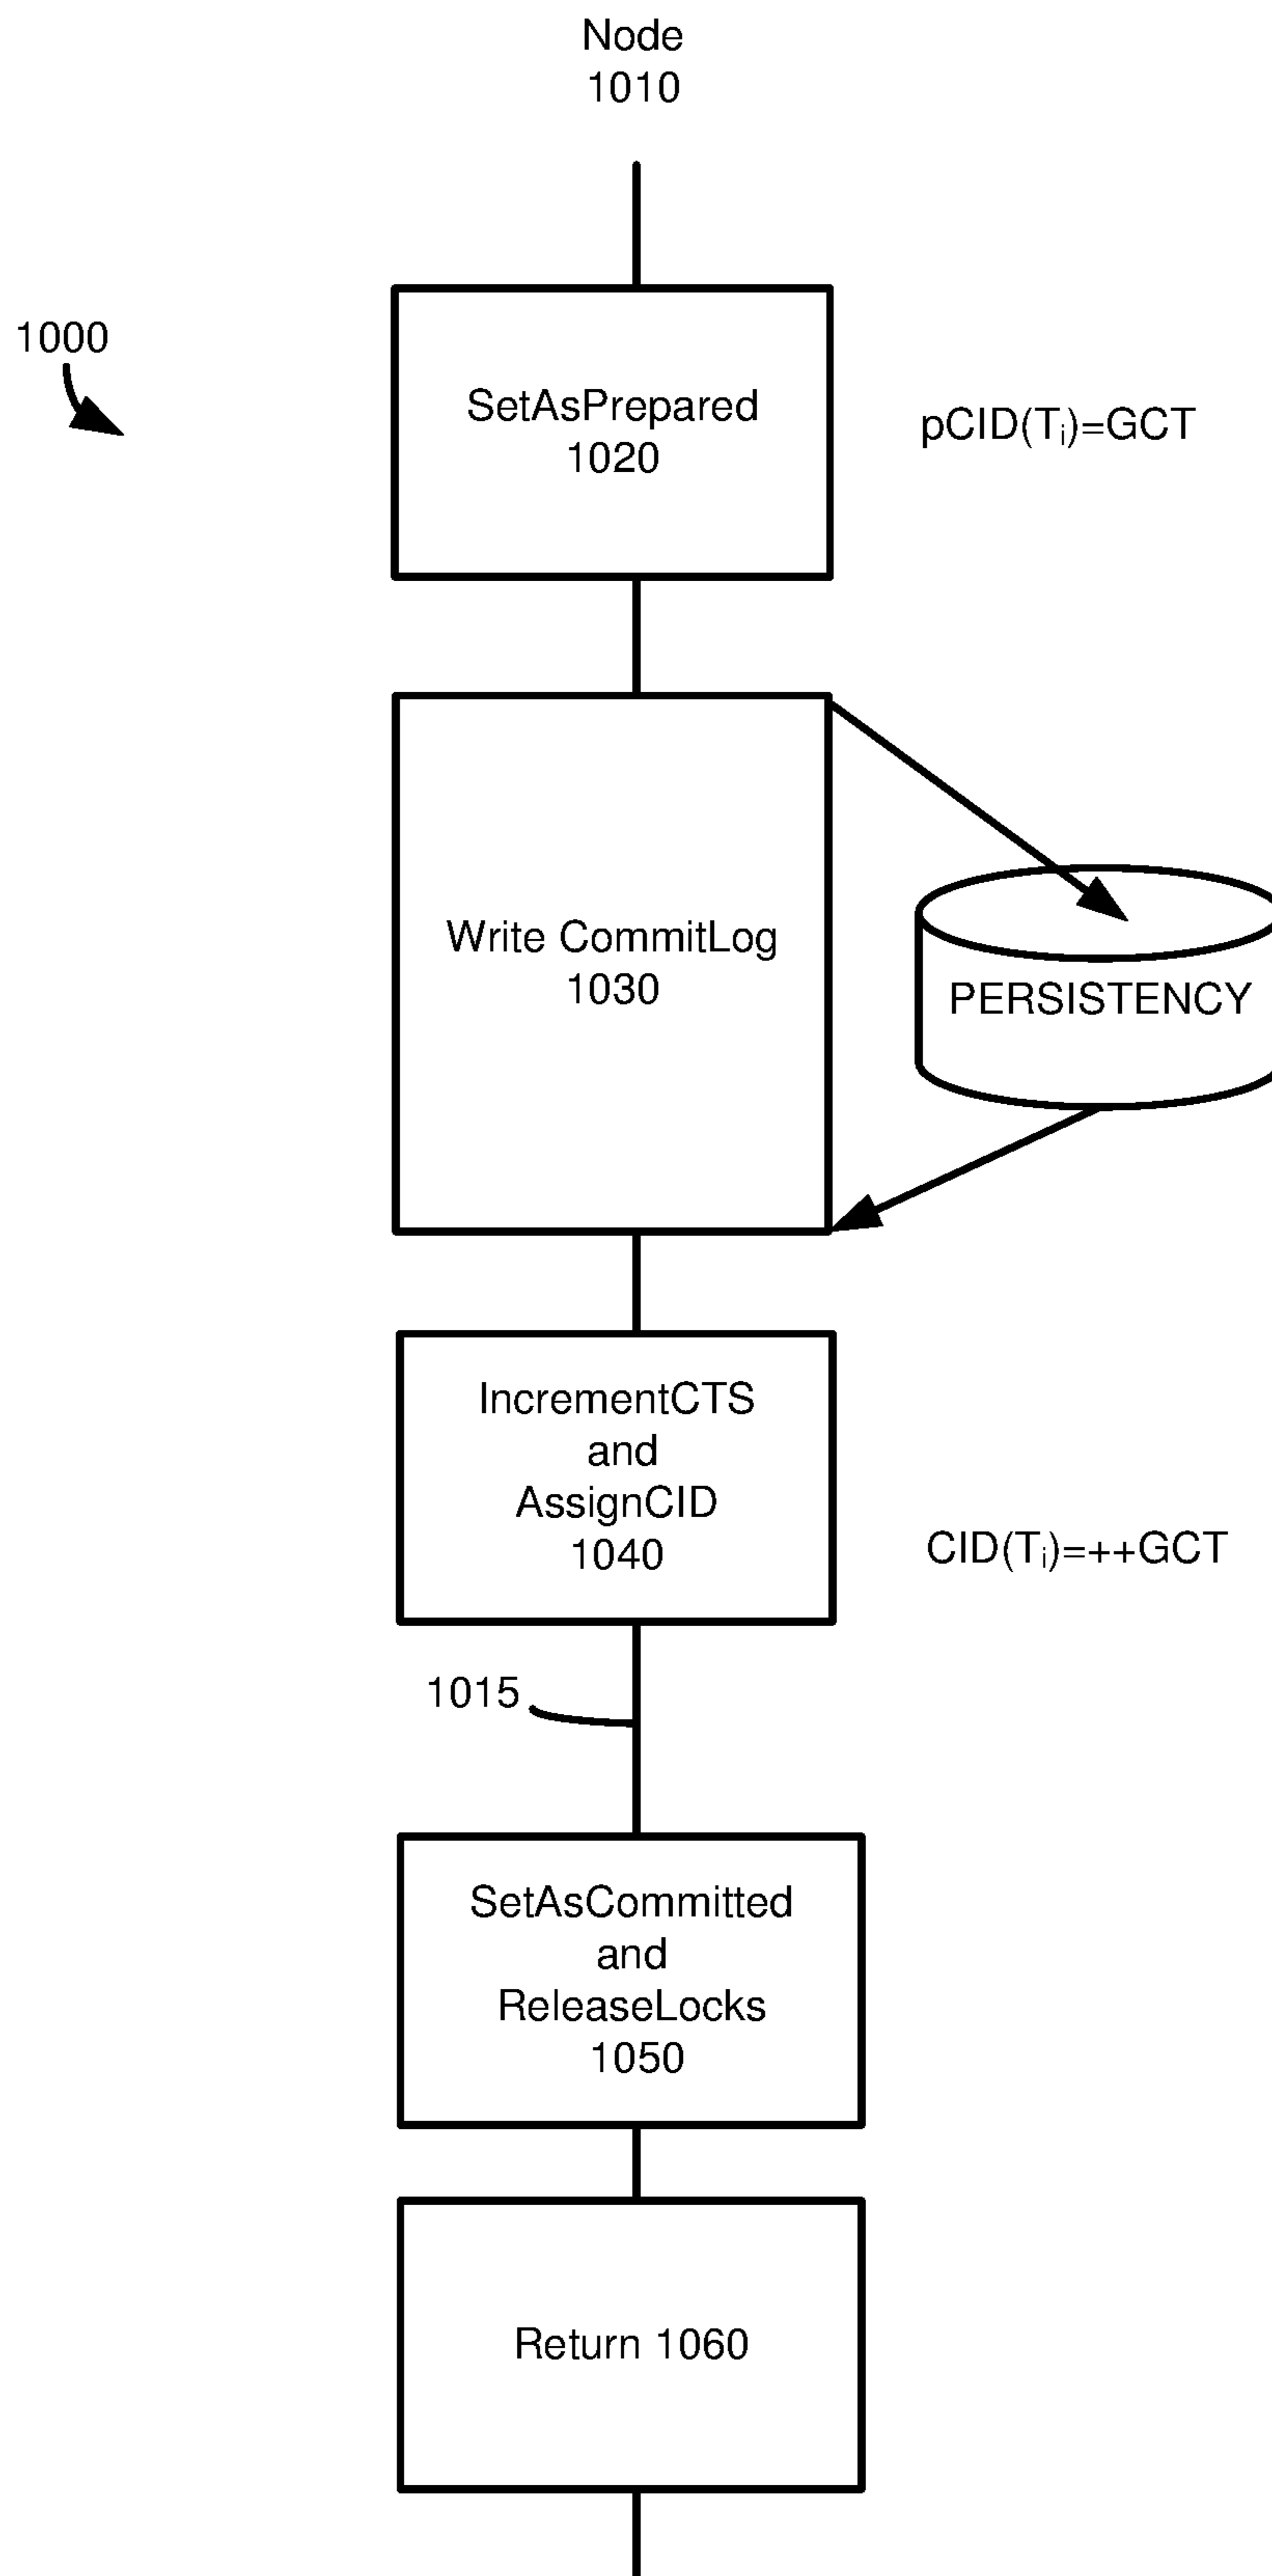 Node
1010
1000
SetAsPrepared
1020
pCID(Tᵢ)=GCT
Write CommitLog
1030
PERSISTENCY
IncrementCTS
and
AssignCID
1040
CID(Tᵢ)=++GCT
1015
SetAsCommitted
and
ReleaseLocks
1050
Return 1060